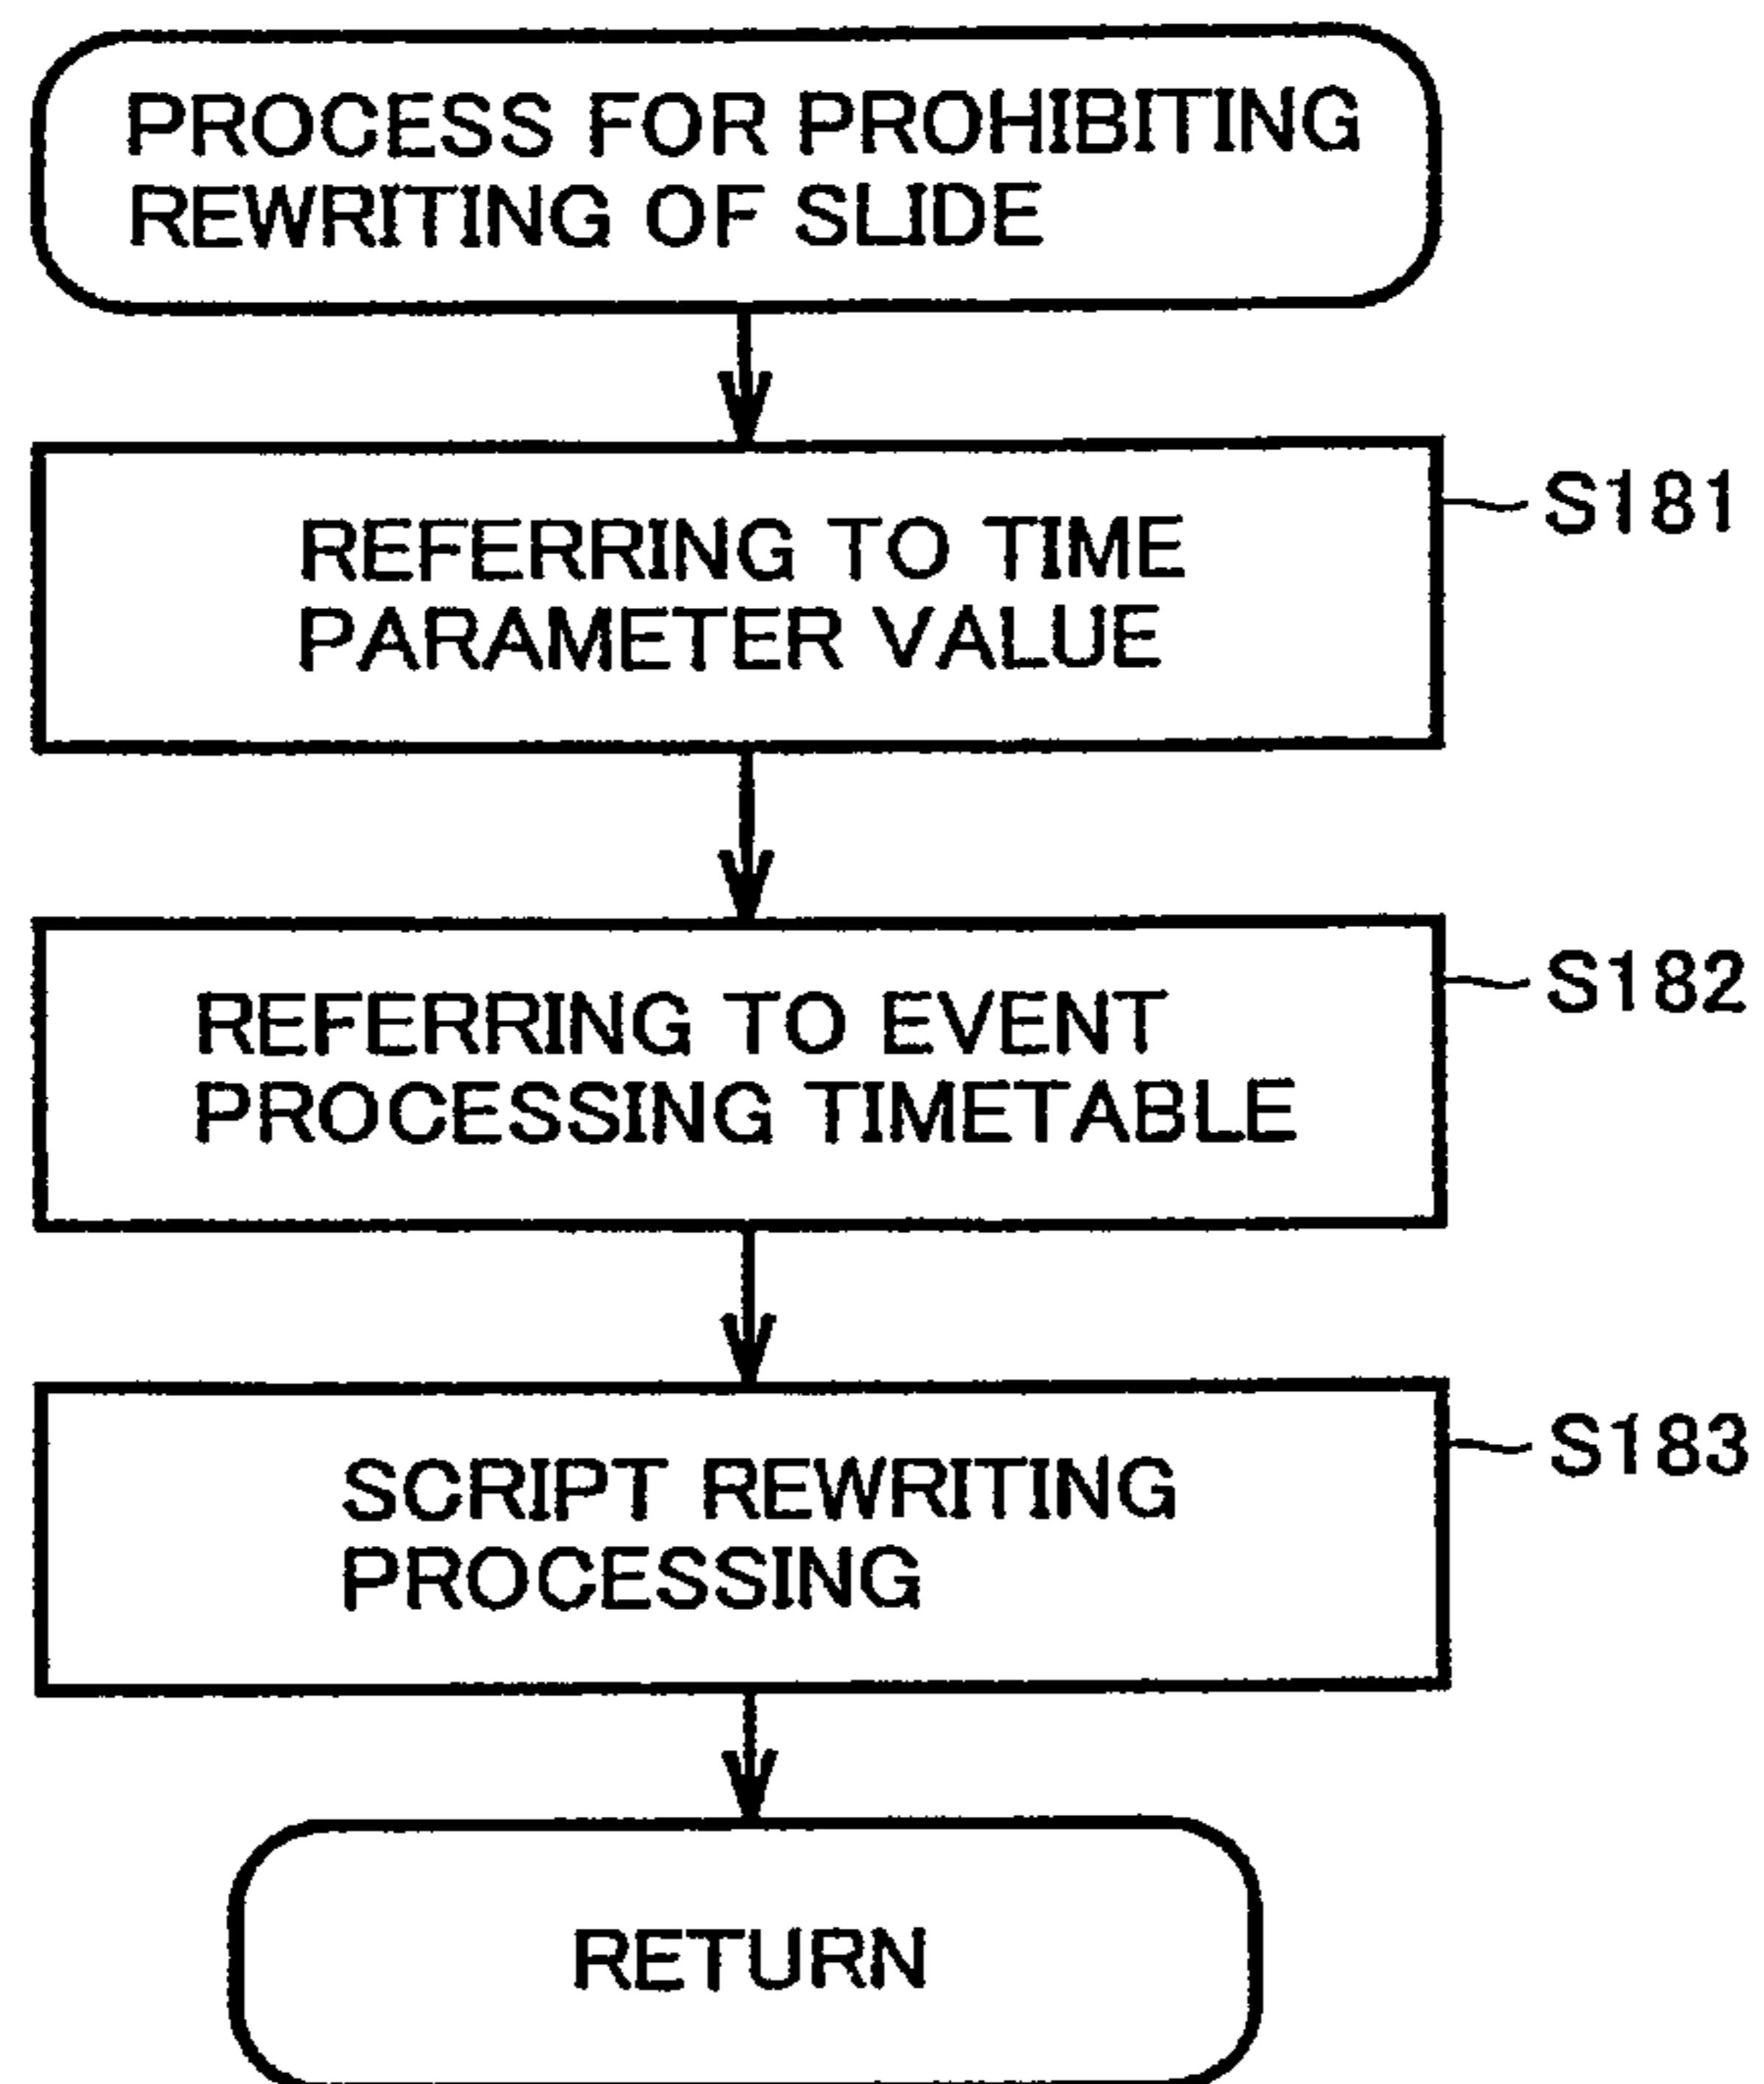 PROCESS FOR PROHIBITING
REWRITING OF SLIDE
REFERRING TO TIME
PARAMETER VALUE
S181
REFERRING TO EVENT
PROCESSING TIMETABLE
S182
SCRIPT REWRITING
PROCESSING
S183
RETURN